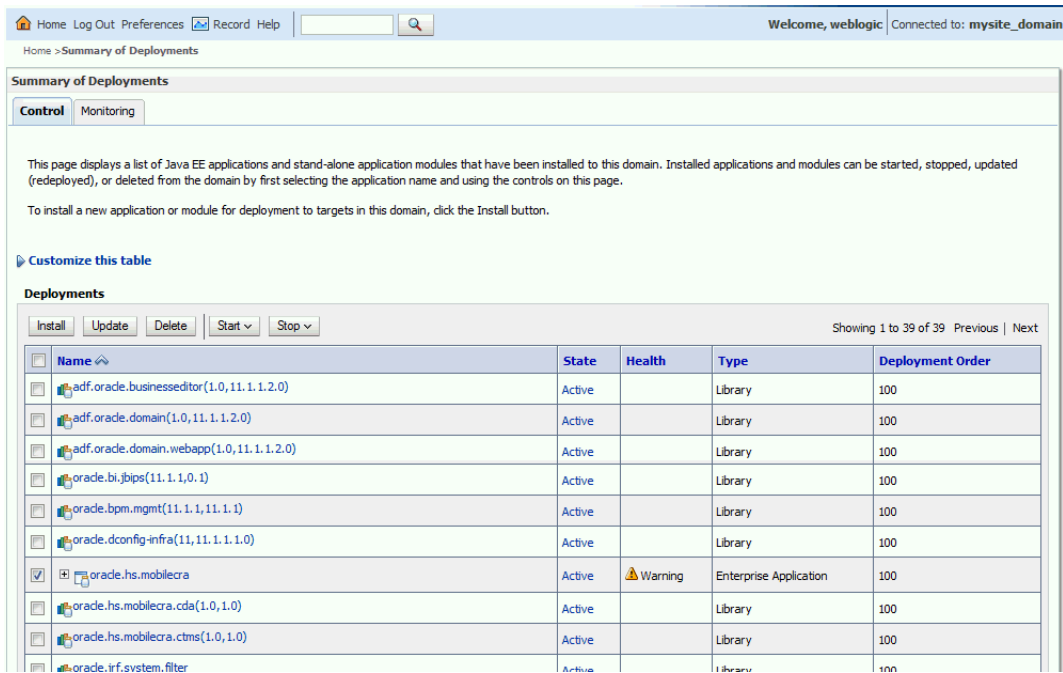 Home Log Out Preferences Record Help Welcome, weblogic Connected to: mysite_domain
Home >Summary of Deployments
Summary of Deployments
Control Monitoring
This page displays a list of Java EE applications and stand-alone application modules that have been installed to this domain. Installed applications and modules can be started, stopped, updated
(redeployed), or deleted from the domain by first selecting the application name and using the controls on this page.
To install a new application or module for deployment to targets in this domain, click the Install button.
Customize this table
Deployments
Install Update Delete Start Stop Showing 1 to 39 of 39 Previous | Next
Name State Health Type Deployment Order
adf.oracle.businesseditor(1.0,11.1.1.2.0) Active Library 100
adf.oracle.domain(1.0,11.1.1.2.0) Active Library 100
adf.oracle.domain.webapp(1.0,11.1.1.2.0) Active Library 100
oracle.bi.jbips(11.1.1,0.1) Active Library 100
oracle.bpm.mgmt(11.1.1,11.1.1) Active Library 100
oracle.dconfig-infra(11,11.1.1.1.0) Active Library 100
oracle.hs.mobilecra Active Warning Enterprise Application 100
oracle.hs.mobilecra.cda(1.0,1.0) Active Library 100
oracle.hs.mobilecra.ctms(1.0,1.0) Active Library 100
oracle.jrf.system.filter Active Library 100